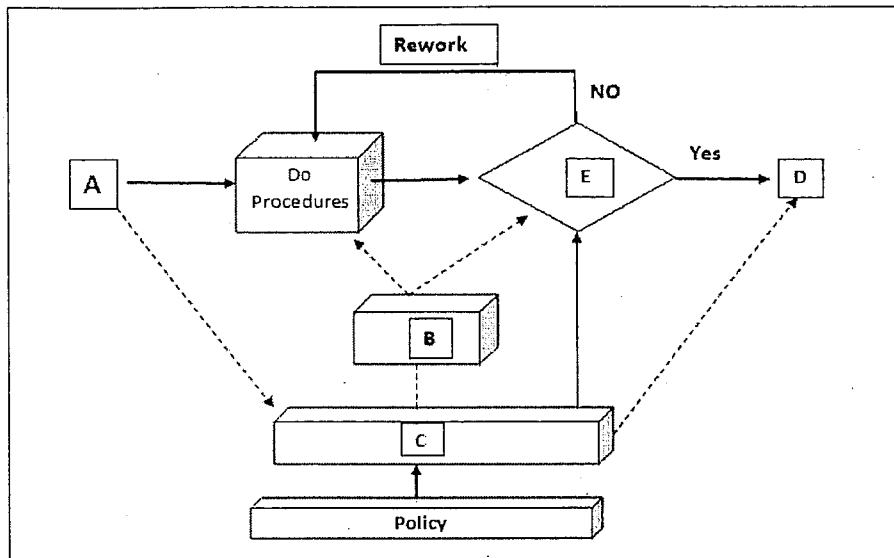 Rework
NO
Yes
A
Do
Procedures
E
D
B
C
Policy